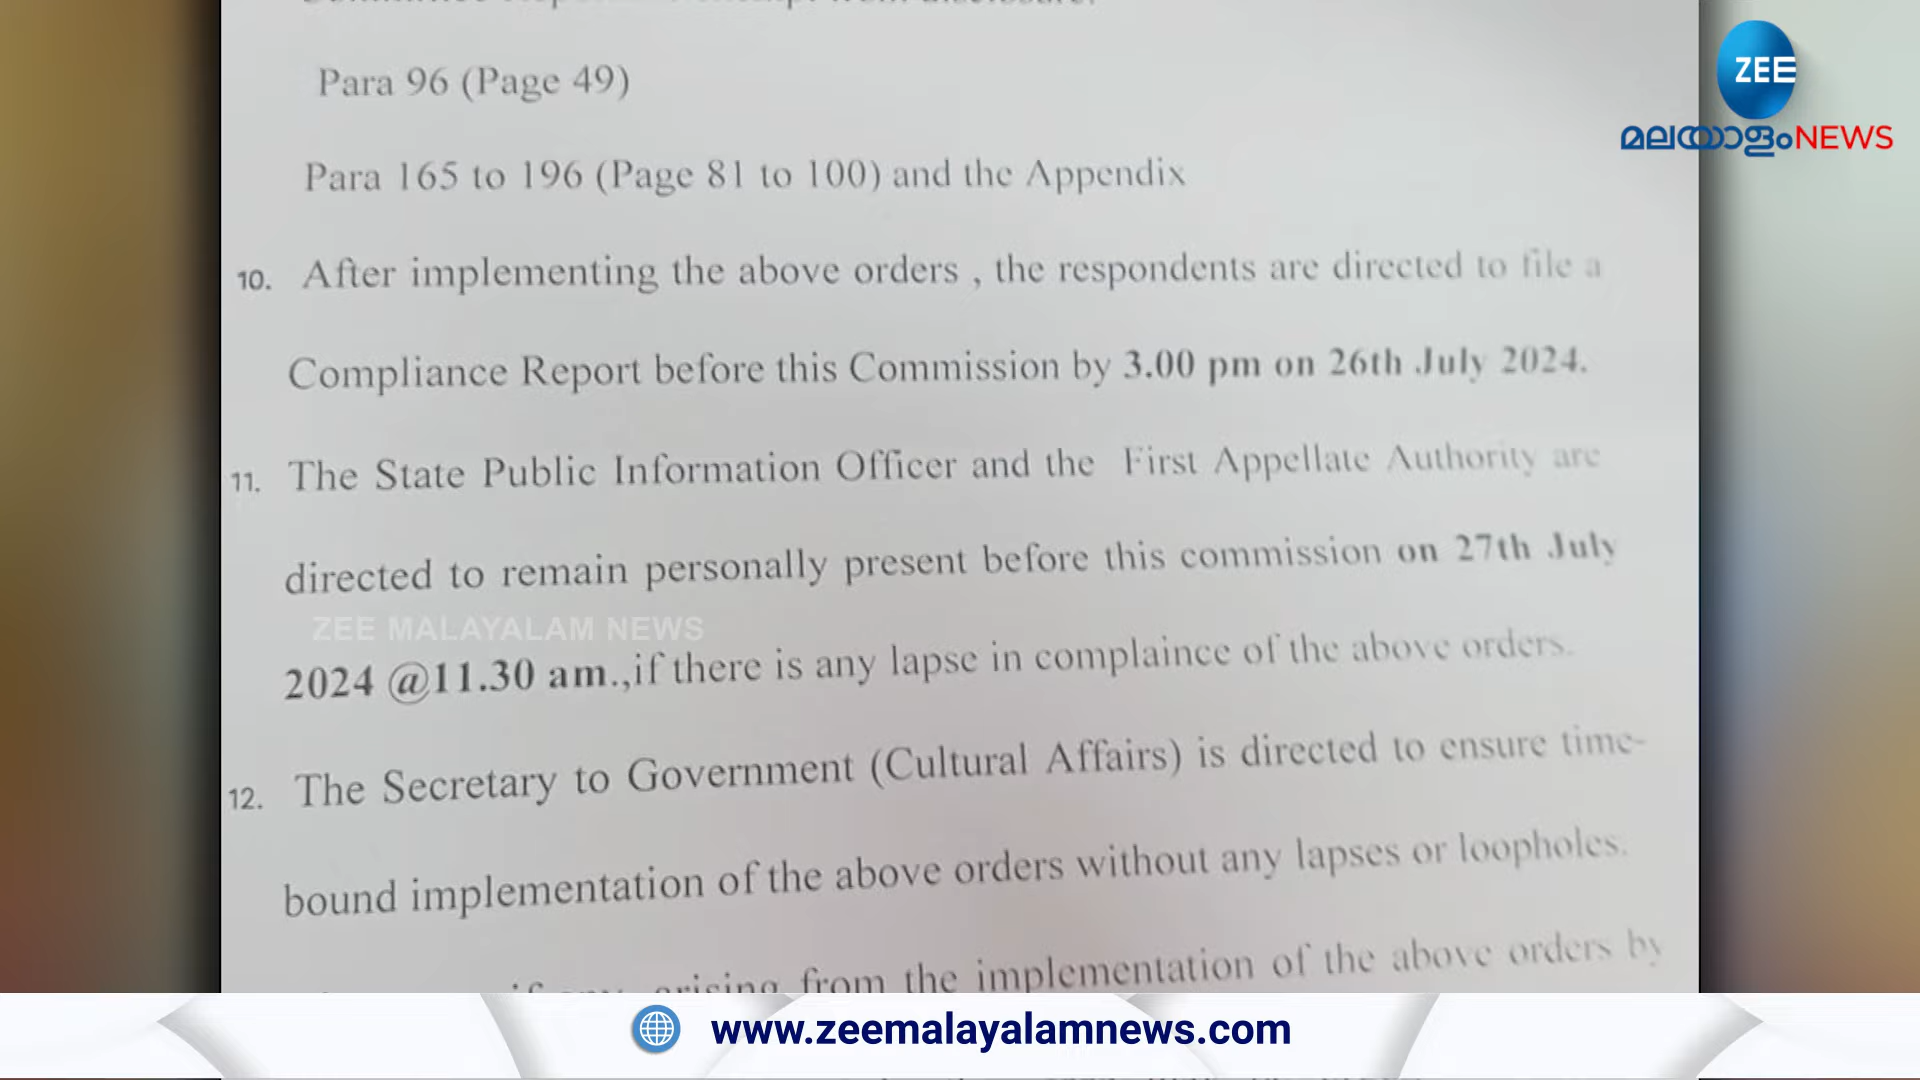 Para 96 (Page 49)
Para 165 to 196 (Page 81 to 100) and the Appendix
10. After implementing the above orders , the respondents are directed to file a
Compliance Report before this Commission by 3.00 pm on 26th July 2024.
11. The State Public Information Officer and the First Appellate Authority are
directed to remain personally present before this commission on 27th July
2024 @11.30 am.,if there is any lapse in complaince of the above orders.
12. The Secretary to Government (Cultural Affairs) is directed to ensure time-
bound implementation of the above orders without any lapses or loopholes.
arising from the implementation of the above orders by
ZEE
മലയാളംNEWS
ZEE MALAYALAM NEWS
www.zeemalayalamnews.com